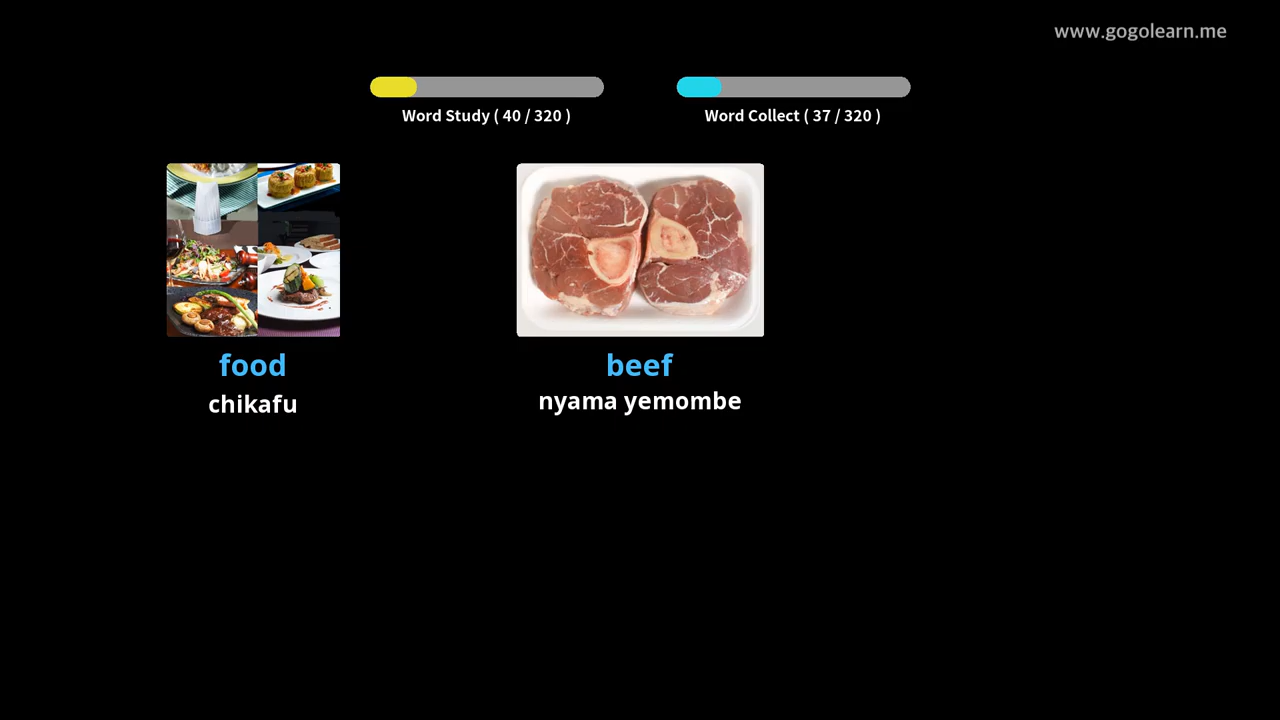 www.gogolearn.me
Word Study ( 40 / 320 )
Word Collect ( 37 / 320 )
food
chikafu
beef
nyama yemombe